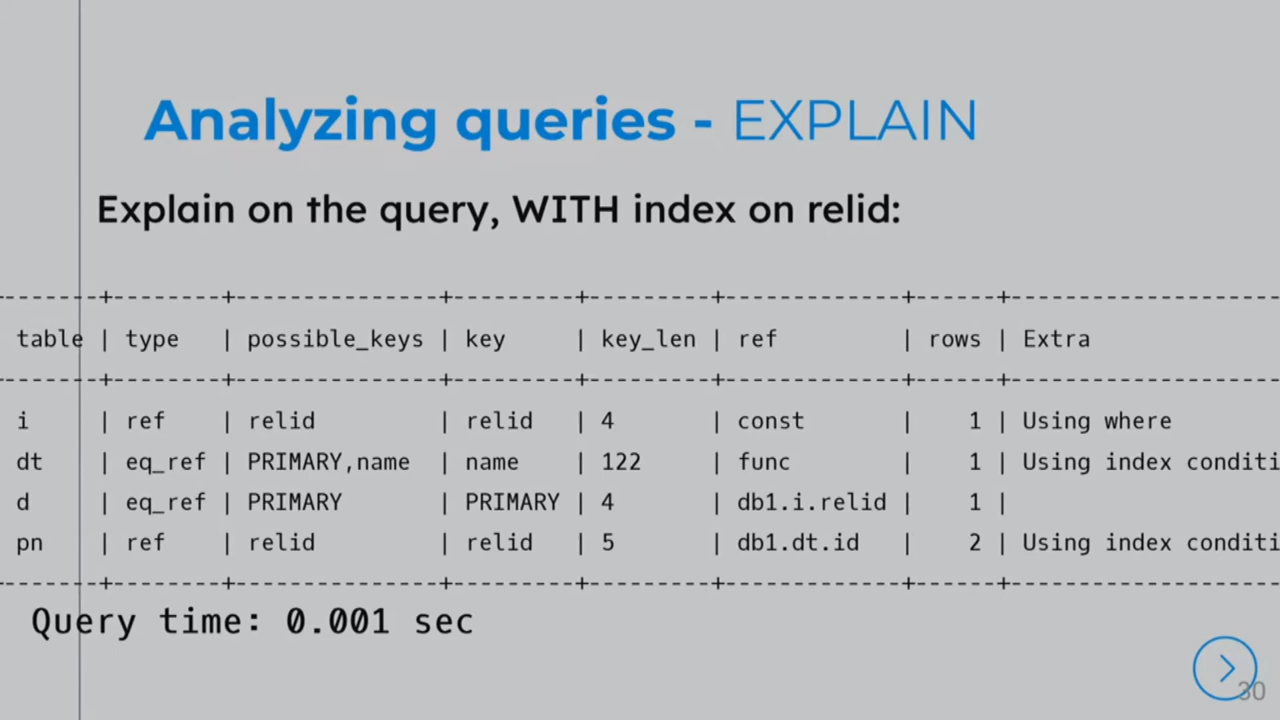 Analyzing queries - EXPLAIN
Explain on the query, WITH index on relid:
-------+--------+---------------+---------+---------+-------------+------+--------------------
table | type   | possible_keys | key     | key_len | ref         | rows | Extra
-------+--------+---------------+---------+---------+-------------+------+--------------------
i     | ref    | relid         | relid   | 4       | const       |    1 | Using where
dt    | eq_ref | PRIMARY,name  | name    | 122     | func        |    1 | Using index conditi
d     | eq_ref | PRIMARY       | PRIMARY | 4       | db1.i.relid |    1 |
pn    | ref    | relid         | relid   | 5       | db1.dt.id   |    2 | Using index conditi
-------+--------+---------------+---------+---------+-------------+------+--------------------
Query time: 0.001 sec
30